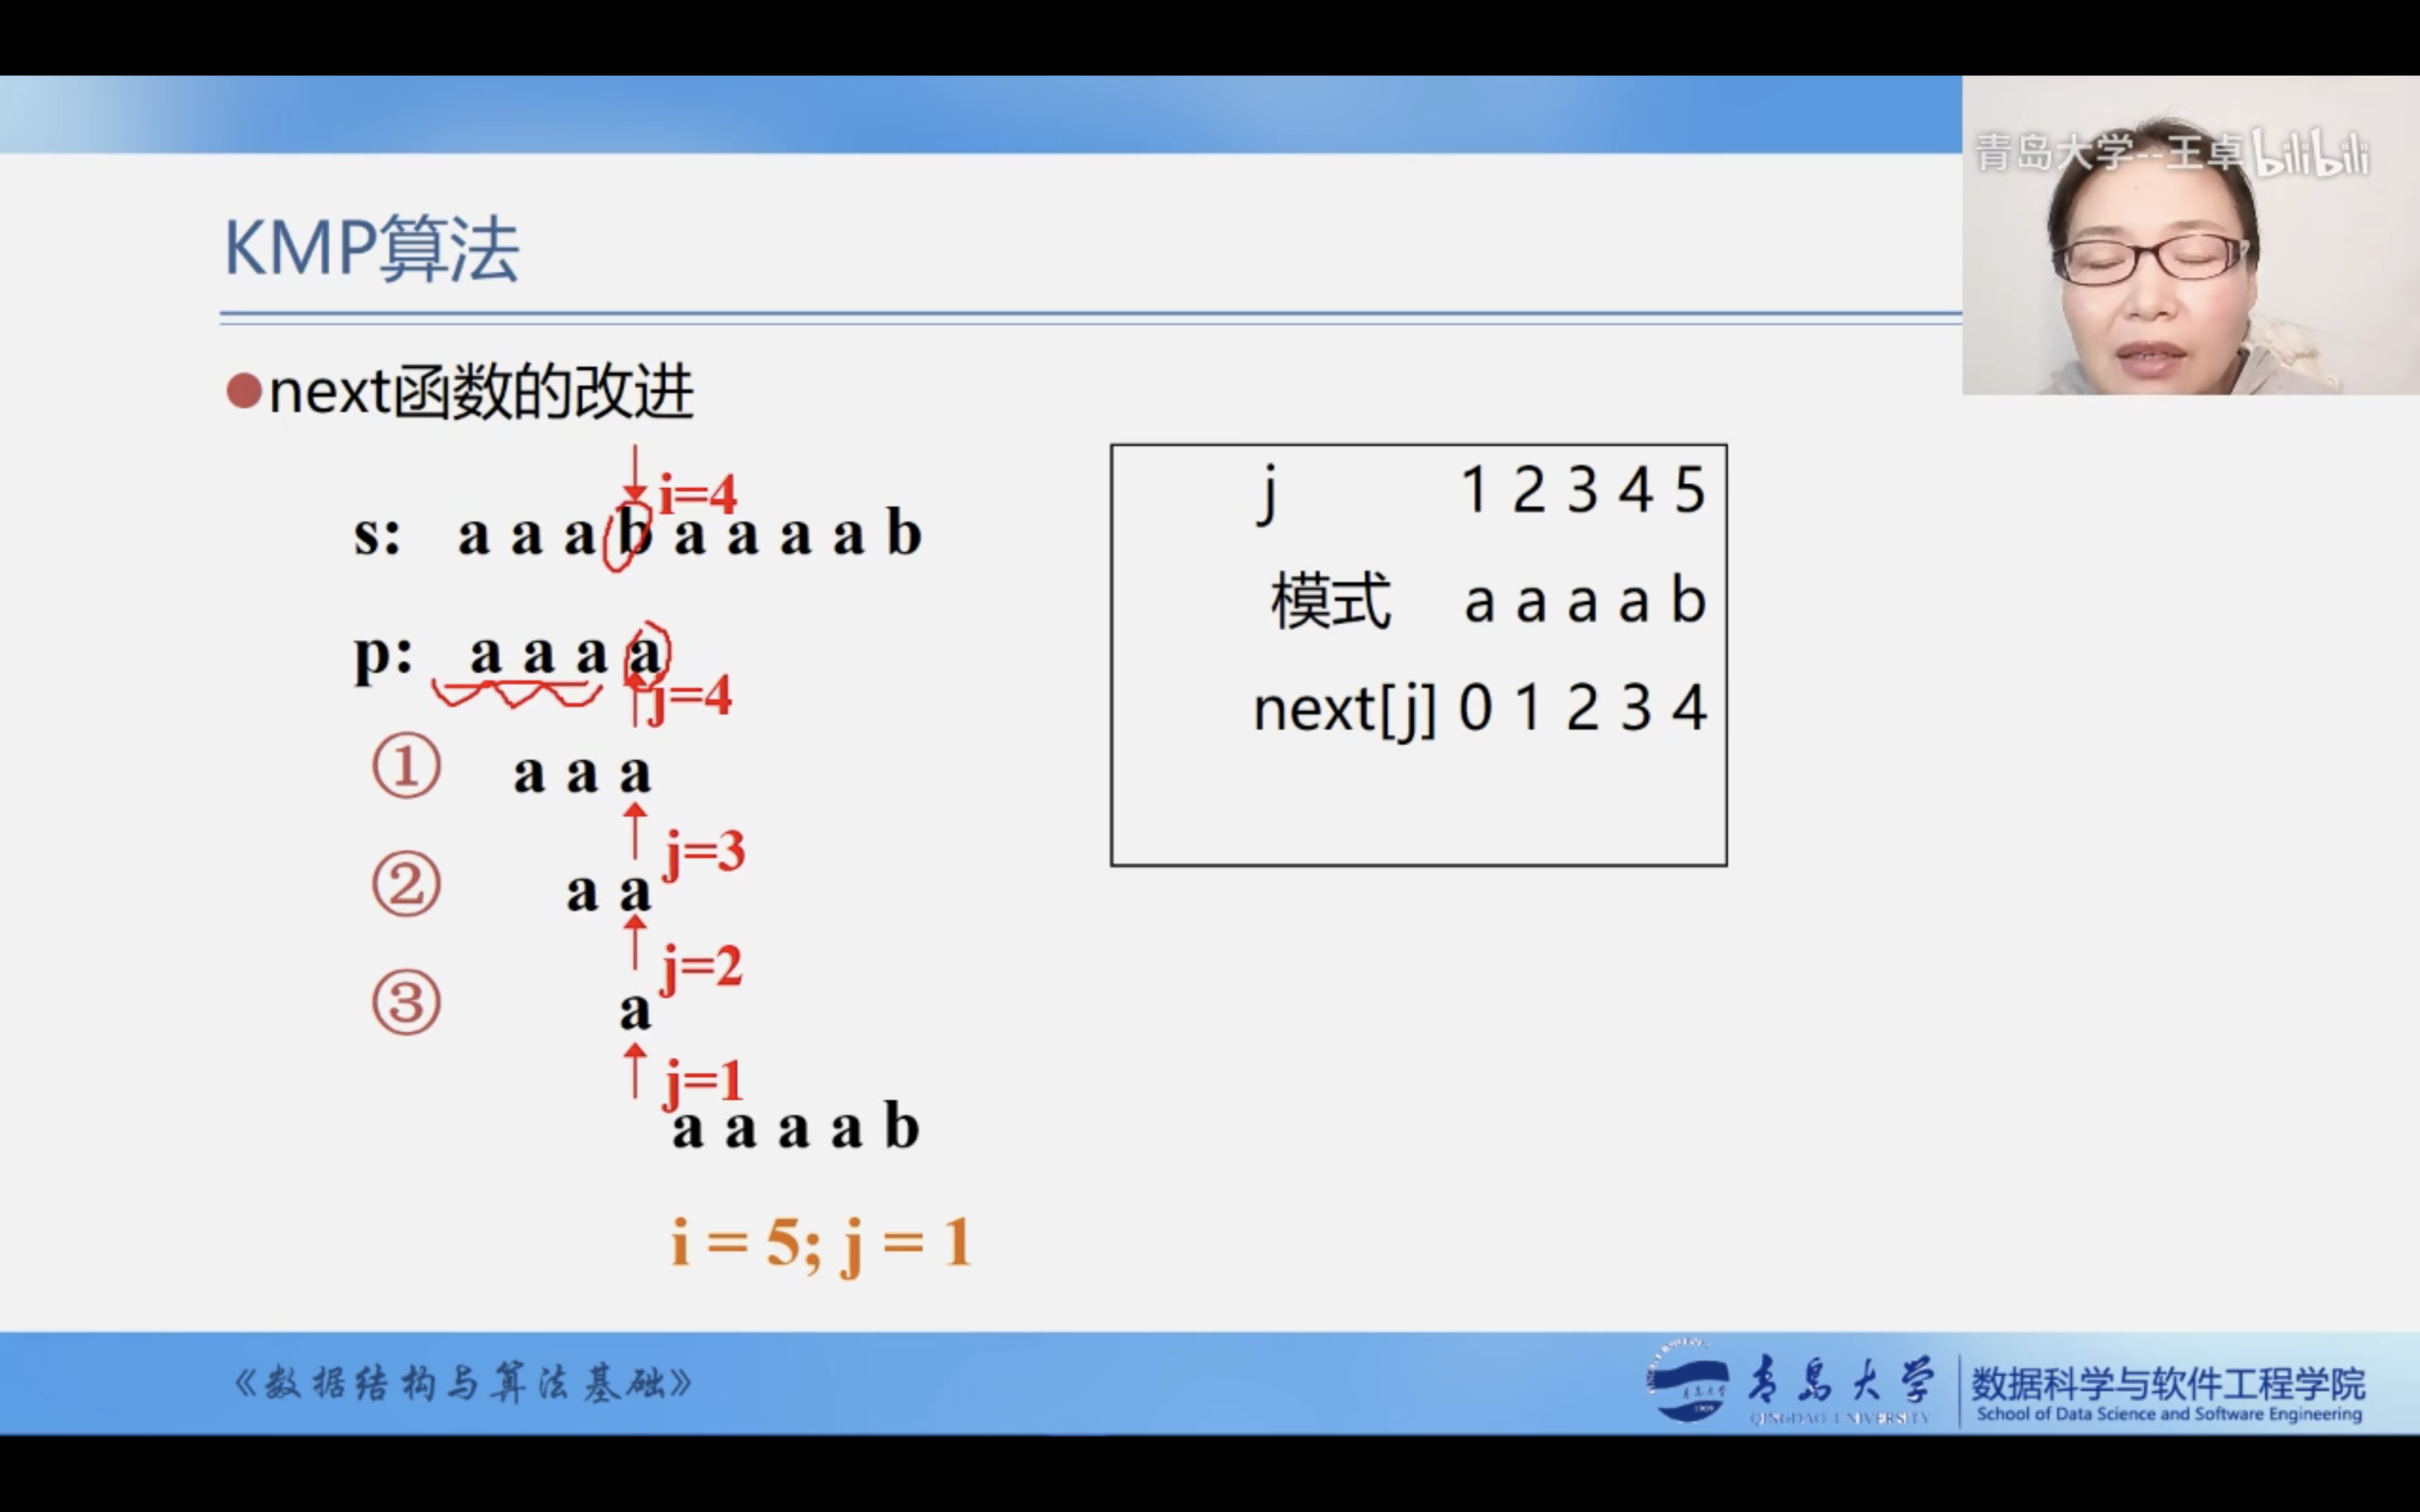 青岛大学--王卓 bilibili
KMP算法
●next函数的改进
i=4
s: a a a b a a a a b
p: a a a a
j=4
① a a a
j=3
② a a
j=2
③ a
j=1
a a a a b
i = 5; j = 1
j 1 2 3 4 5
模式 a a a a b
next[j] 0 1 2 3 4
《数据结构与算法基础》
青岛大学
QINGDAO UNIVERSITY
数据科学与软件工程学院
School of Data Science and Software Engineering
1909